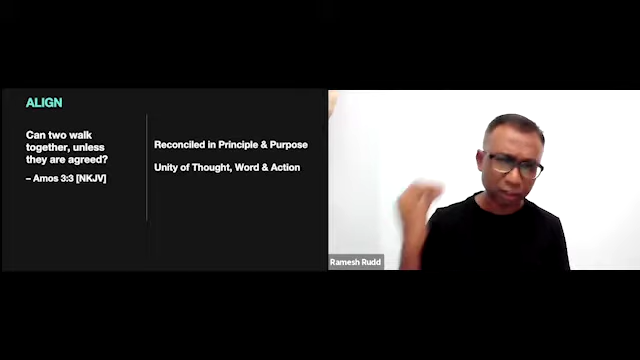 ALIGN
Can two walk
together, unless
they are agreed?
– Amos 3:3 [NKJV]
Reconciled in Principle & Purpose
Unity of Thought, Word & Action
Ramesh Rudd